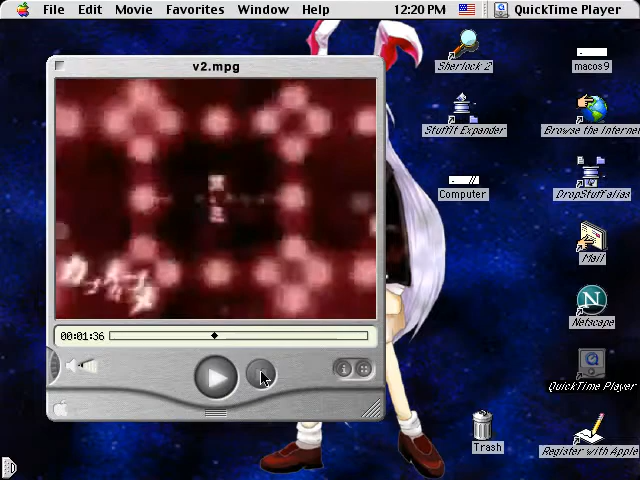 File Edit Movie Favorites Window Help 12:20 PM QuickTime Player
v2.mpg
00:01:36
Sherlock 2
macos9
StuffIt Expander
Browse the Internet
Computer
DropStuff alias
Mail
Netscape
QuickTime Player
Trash
Register with Apple